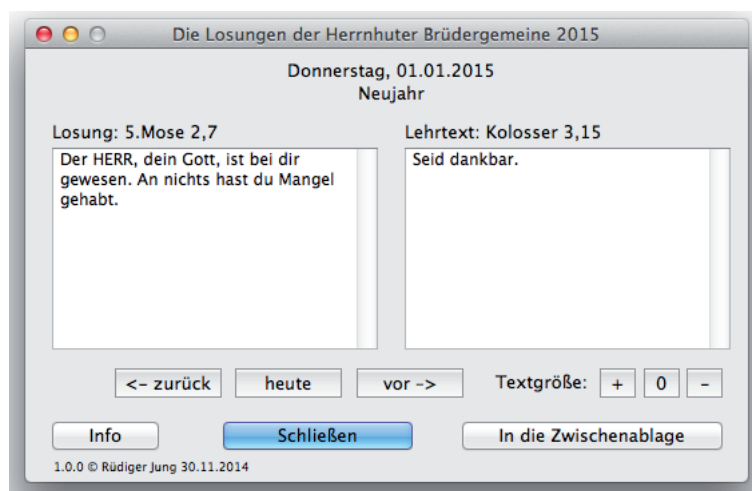 Die Losungen der Herrnhuter Brüdergemeine 2015
Donnerstag, 01.01.2015
Neujahr
Losung: 5.Mose 2,7
Der HERR, dein Gott, ist bei dir
gewesen. An nichts hast du Mangel
gehabt.
Lehrtext: Kolosser 3,15
Seid dankbar.
<- zurück heute vor -> Textgröße: + 0 -
Info Schließen In die Zwischenablage
1.0.0 © Rüdiger Jung 30.11.2014